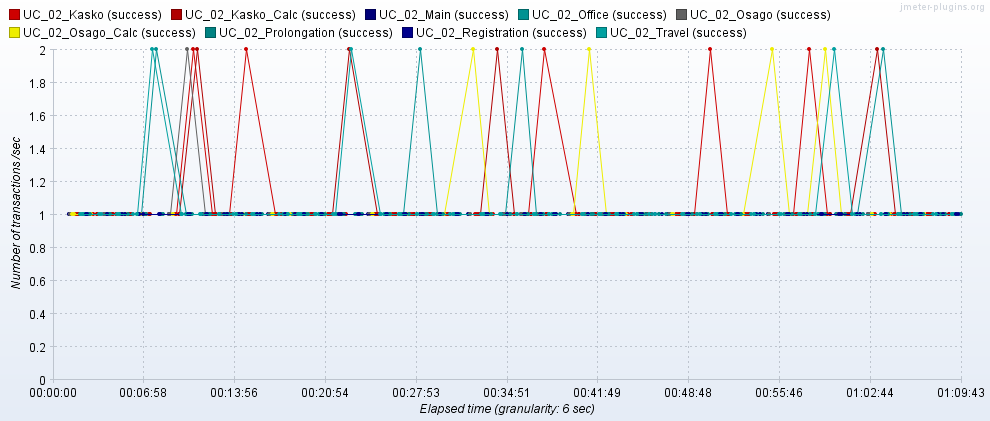 jmeter-plugins.org
UC_02_Kasko (success) UC_02_Kasko_Calc (success) UC_02_Main (success) UC_02_Office (success) UC_02_Osago (success)
UC_02_Osago_Calc (success) UC_02_Prolongation (success) UC_02_Registration (success) UC_02_Travel (success)
Number of transactions /sec
2
1.8
1.6
1.4
1.2
1
0.8
0.6
0.4
0.2
0
00:00:00 00:06:58 00:13:56 00:20:54 00:27:53 00:34:51 00:41:49 00:48:48 00:55:46 01:02:44 01:09:43
Elapsed time (granularity: 6 sec)